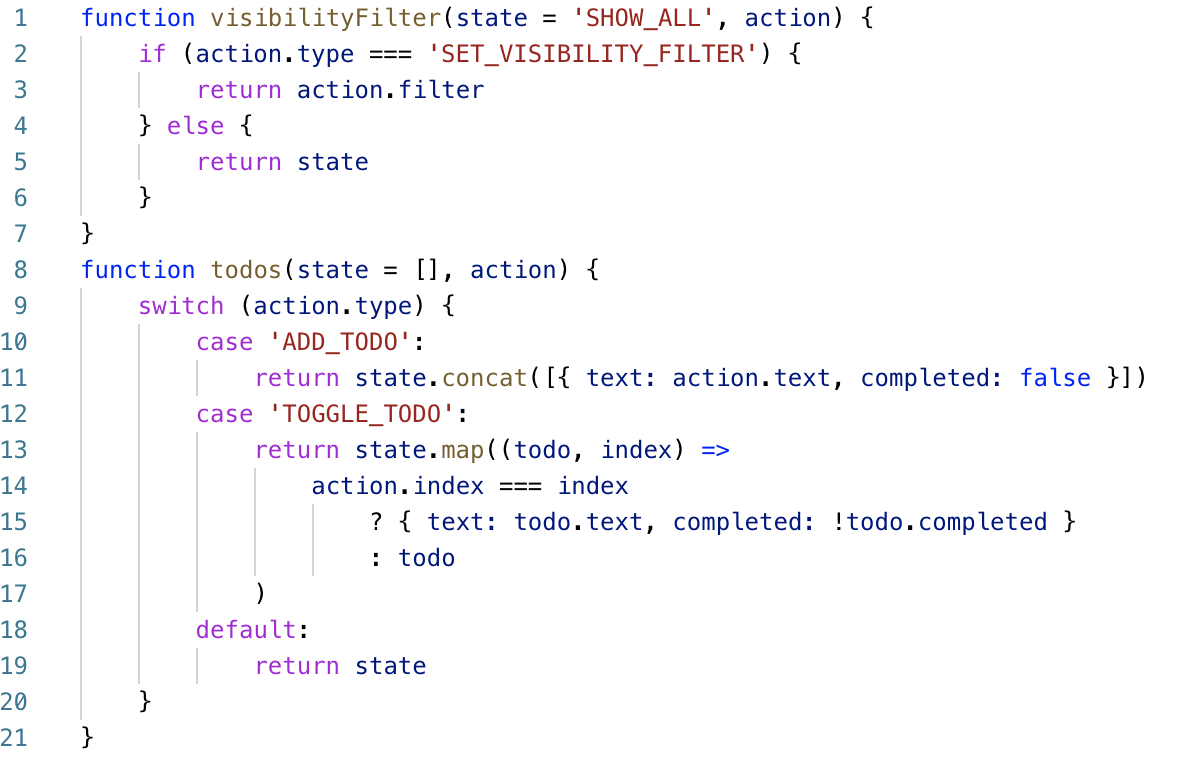 1 function visibilityFilter(state = 'SHOW_ALL', action) {
2     if (action.type === 'SET_VISIBILITY_FILTER') {
3         return action.filter
4     } else {
5         return state
6     }
7 }
8 function todos(state = [], action) {
9     switch (action.type) {
10         case 'ADD_TODO':
11             return state.concat([{ text: action.text, completed: false }])
12         case 'TOGGLE_TODO':
13             return state.map((todo, index) =>
14                 action.index === index
15                     ? { text: todo.text, completed: !todo.completed }
16                     : todo
17             )
18         default:
19             return state
20     }
21 }